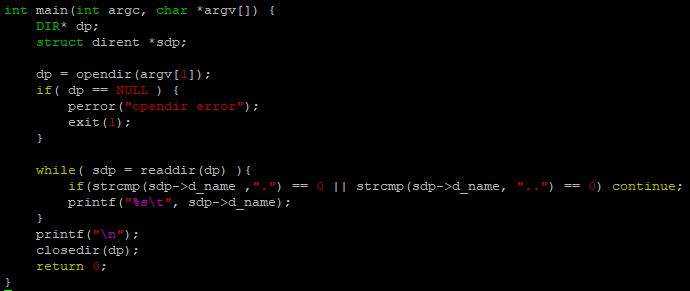 int main(int argc, char *argv[]) {
    DIR* dp;
    struct dirent *sdp;

    dp = opendir(argv[1]);
    if( dp == NULL ) {
        perror("opendir error");
        exit(1);
    }

    while( sdp = readdir(dp) ){
        if(strcmp(sdp->d_name ,".") == 0 || strcmp(sdp->d_name, "..") == 0) continue;
        printf("%s\t", sdp->d_name);
    }
    printf("\n");
    closedir(dp);
    return 0;
}